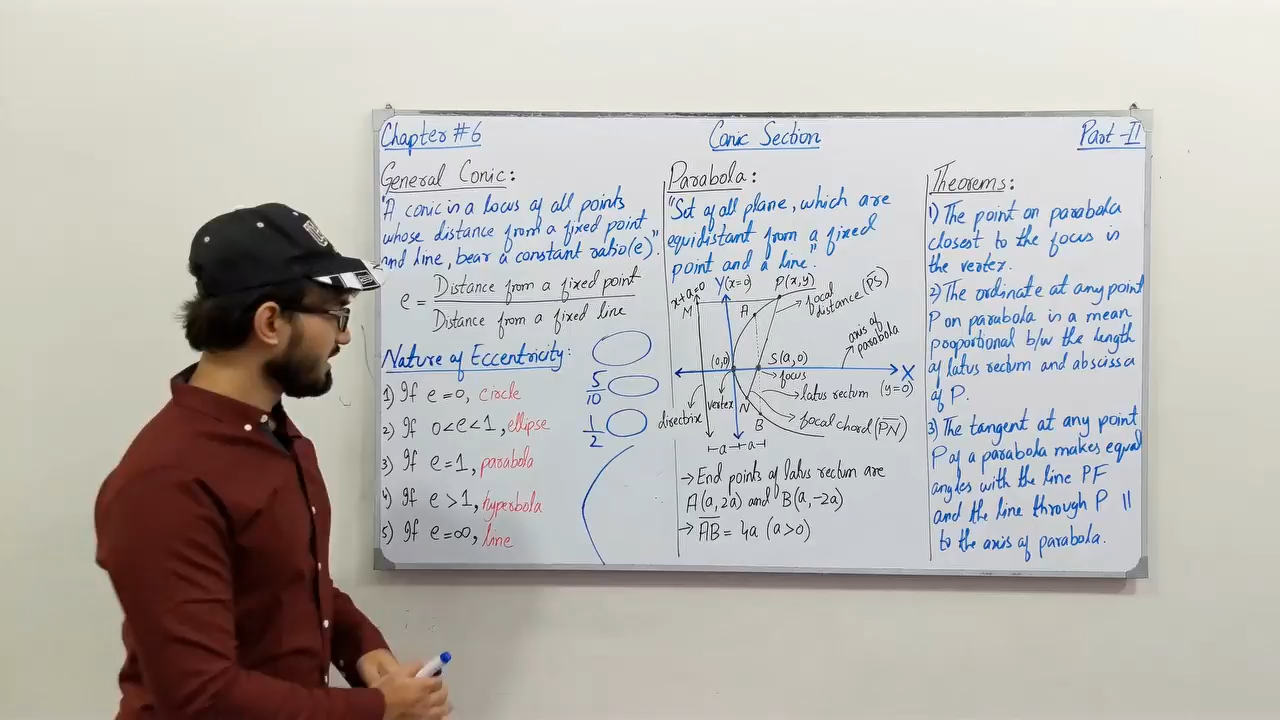 Chapter #6
Conic Section
Part-II
General Conic:
"A conic is a locus of all points
whose distance from a fixed point
and line, bear a constant ratio(e)."
e = Distance from a fixed point
Distance from a fixed line
Nature of Eccentricity:
1) If e=0, circle
2) If 0<e<1, ellipse
3) If e=1, parabola
4) If e>1, hyperbola
5) If e=∞, line
5
10
1
2
Parabola:
"Set of all plane, which are
equidistant from a fixed
point and a line."
x+a=0
Y(x=0)
P(x,y)
M
A
focal
distance (PS)
axis of
parabola
(0,0)
S(a,0)
X
focus
(y=0)
latus rectum
directrix
vertex
N
B
focal chord (PN)
a
a
→ End points of latus rectum are
A(a,2a) and B(a,-2a)
→ AB = 4a (a>0)
Theorems:
1) The point on parabola
closest to the focus is
the vertex.
2) The ordinate at any point
P on parabola is a mean
proportional b/w the length
of latus rectum and abscissa
of P.
3) The tangent at any point
P of a parabola makes equal
angles with the line PF
and the line through P ||
to the axis of parabola.